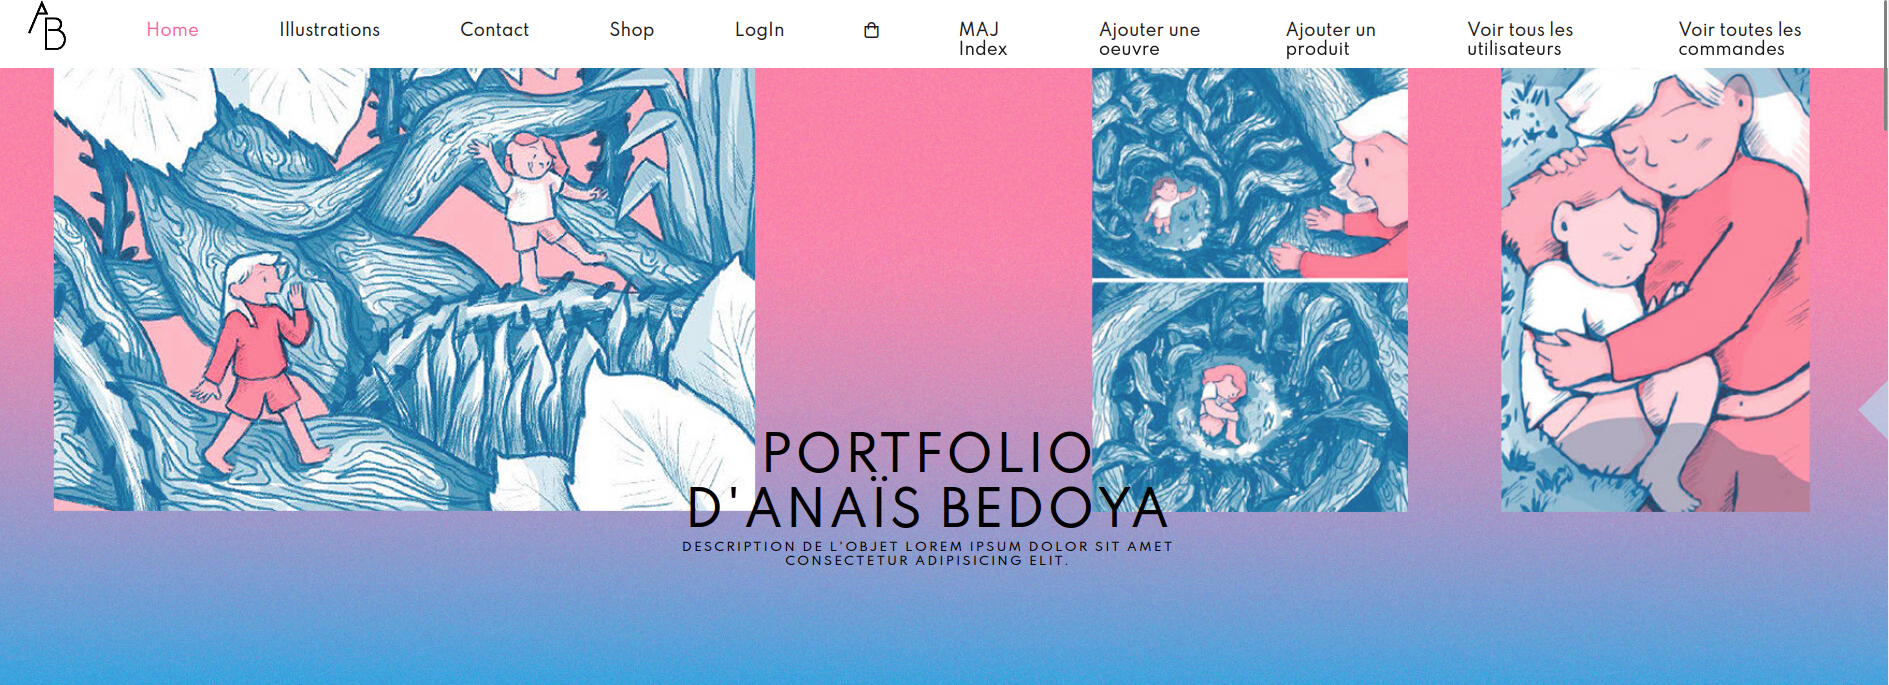 AB
Home Illustrations Contact Shop LogIn MAJ Ajouter une Ajouter un Voir tous les Voir toutes les
Index oeuvre produit utilisateurs commandes
PORTFOLIO
D'ANAÏS BEDOYA
DESCRIPTION DE L'OBJET LOREM IPSUM DOLOR SIT AMET
CONSECTETUR ADIPISICING ELIT.